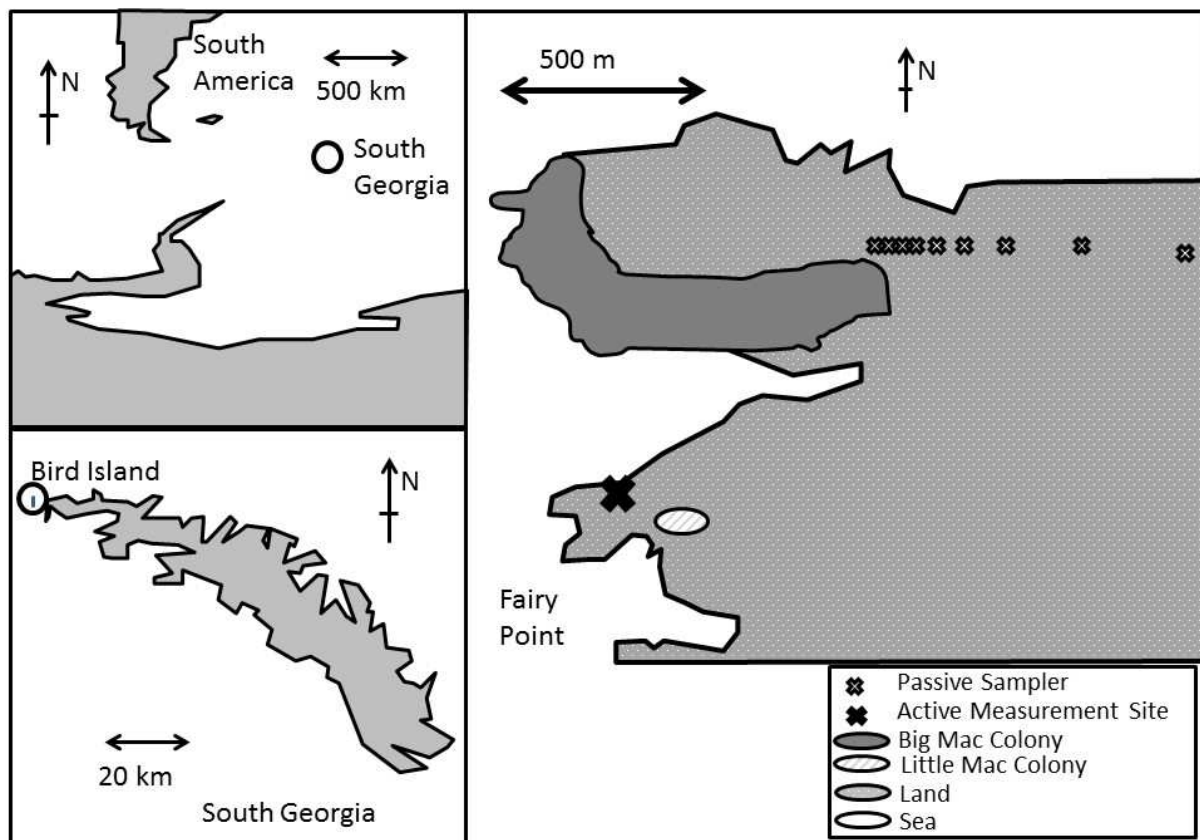 South
America
N
500 km
South
Georgia
Bird Island
N
20 km
South Georgia
500 m
N
Fairy
Point
Passive Sampler
Active Measurement Site
Big Mac Colony
Little Mac Colony
Land
Sea